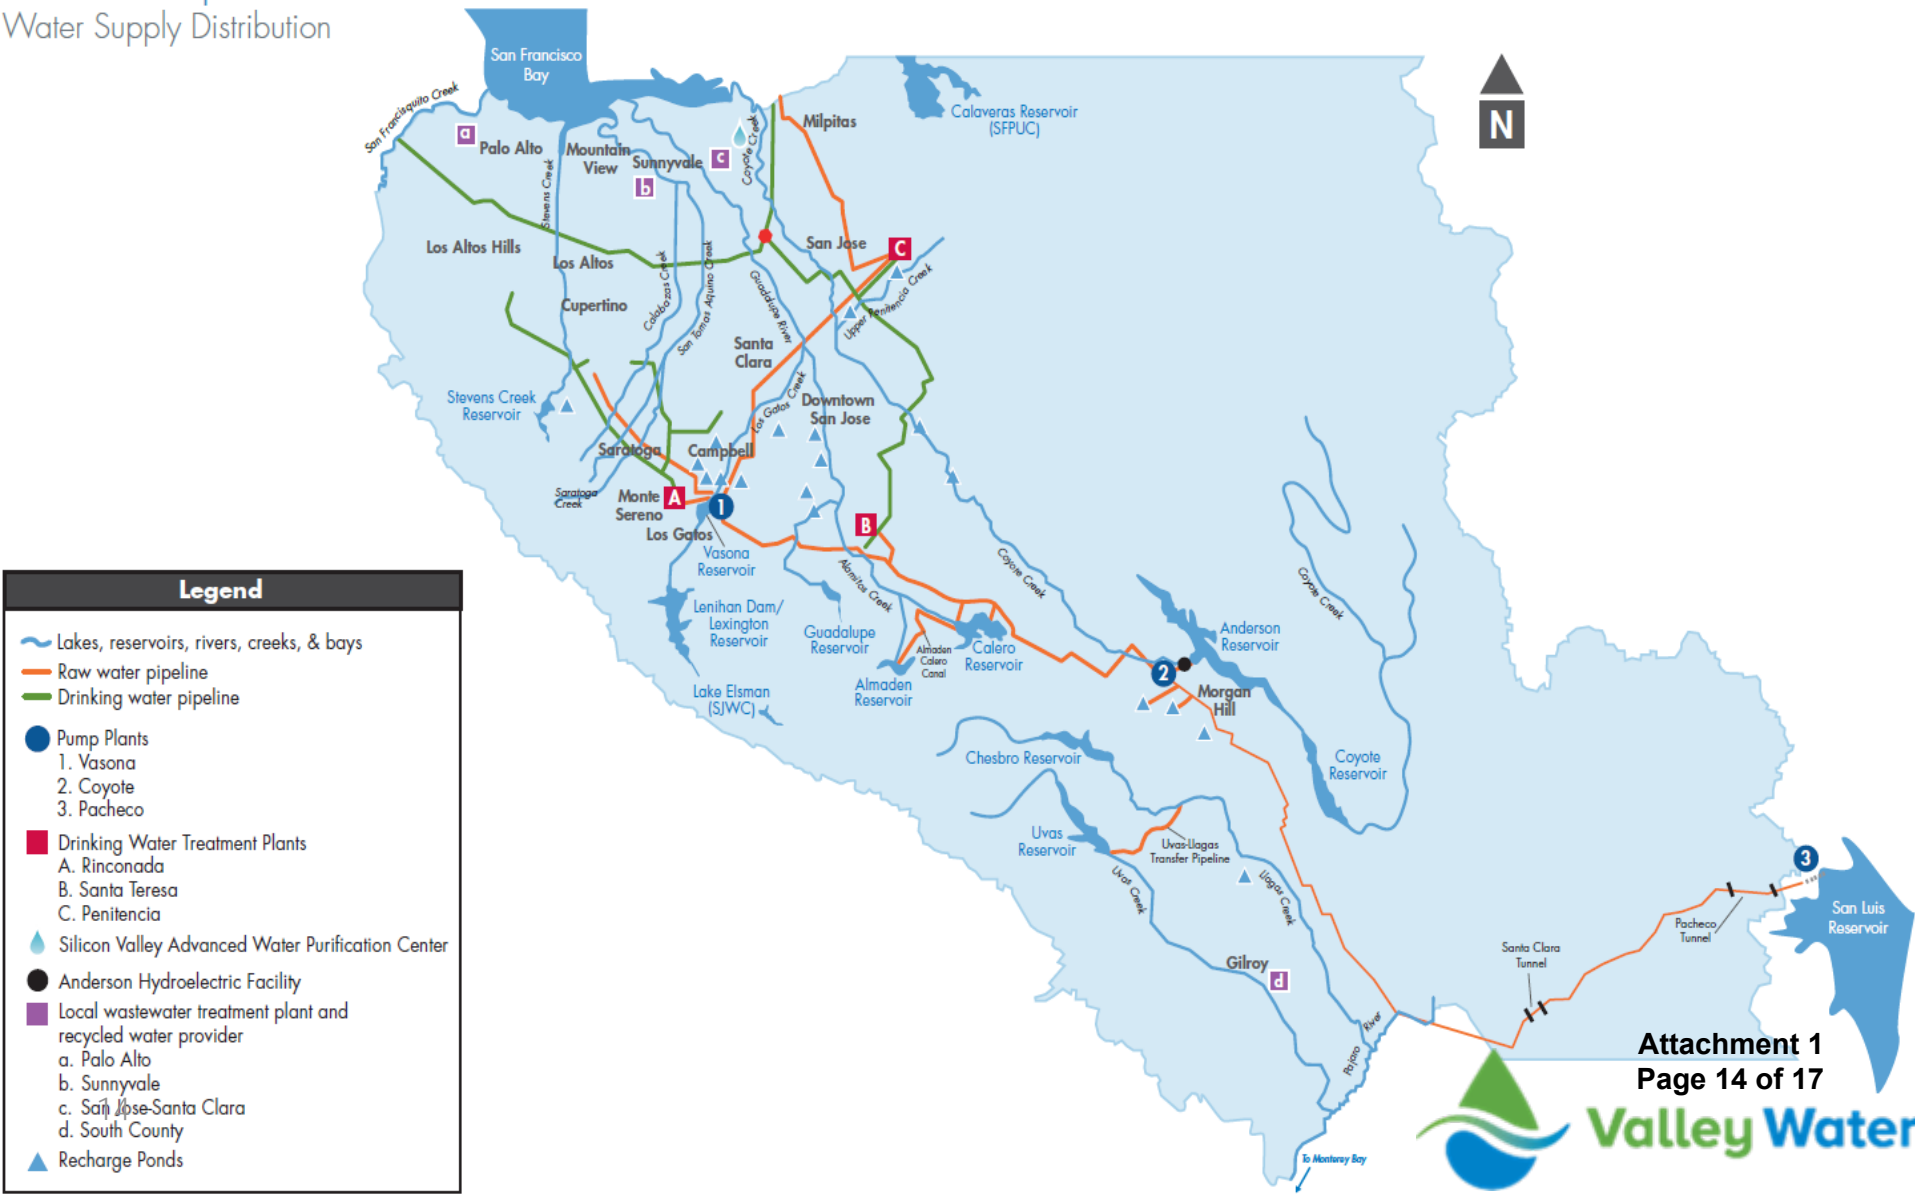 Water Supply Distribution
San Francisco
Bay
San Francisquito Creek
a
Palo Alto
Mountain
View
Sunnyvale
c
b
Coyote Creek
Milpitas
Calaveras Reservoir
(SFPUC)
N
Stevens Creek
Los Altos Hills
Los Altos
San Jose
C
Cupertino
Calabazas Creek
San Tomas Aquino Creek
Guadalupe River
Upper Penitencia Creek
Santa
Clara
Stevens Creek
Reservoir
Los Gatos Creek
Downtown
San Jose
Saratoga
Campbell
Saratoga
Creek
Monte
Sereno
A
1
Los Gatos
B
Vasona
Reservoir
Alamitos Creek
Coyote Creek
Coyote Creek
Lenihan Dam/
Lexington
Reservoir
Guadalupe
Reservoir
Almaden
Calero
Canal
Calero
Reservoir
Anderson
Reservoir
Almaden
Reservoir
2
Morgan
Hill
Lake Elsman
(SJWC)
Chesbro Reservoir
Coyote
Reservoir
Uvas
Reservoir
Uvas-Llagas
Transfer Pipeline
Uvas Creek
Llagas Creek
3
San Luis
Reservoir
Pacheco
Tunnel
Santa Clara
Tunnel
Gilroy
d
Pajaro River
To Monterey Bay
Legend
Lakes, reservoirs, rivers, creeks, & bays
Raw water pipeline
Drinking water pipeline
Pump Plants
1. Vasona
2. Coyote
3. Pacheco
Drinking Water Treatment Plants
A. Rinconada
B. Santa Teresa
C. Penitencia
Silicon Valley Advanced Water Purification Center
Anderson Hydroelectric Facility
Local wastewater treatment plant and
recycled water provider
a. Palo Alto
b. Sunnyvale
c. San Jose-Santa Clara
14
d. South County
Recharge Ponds
Attachment 1
Page 14 of 17
Valley Water